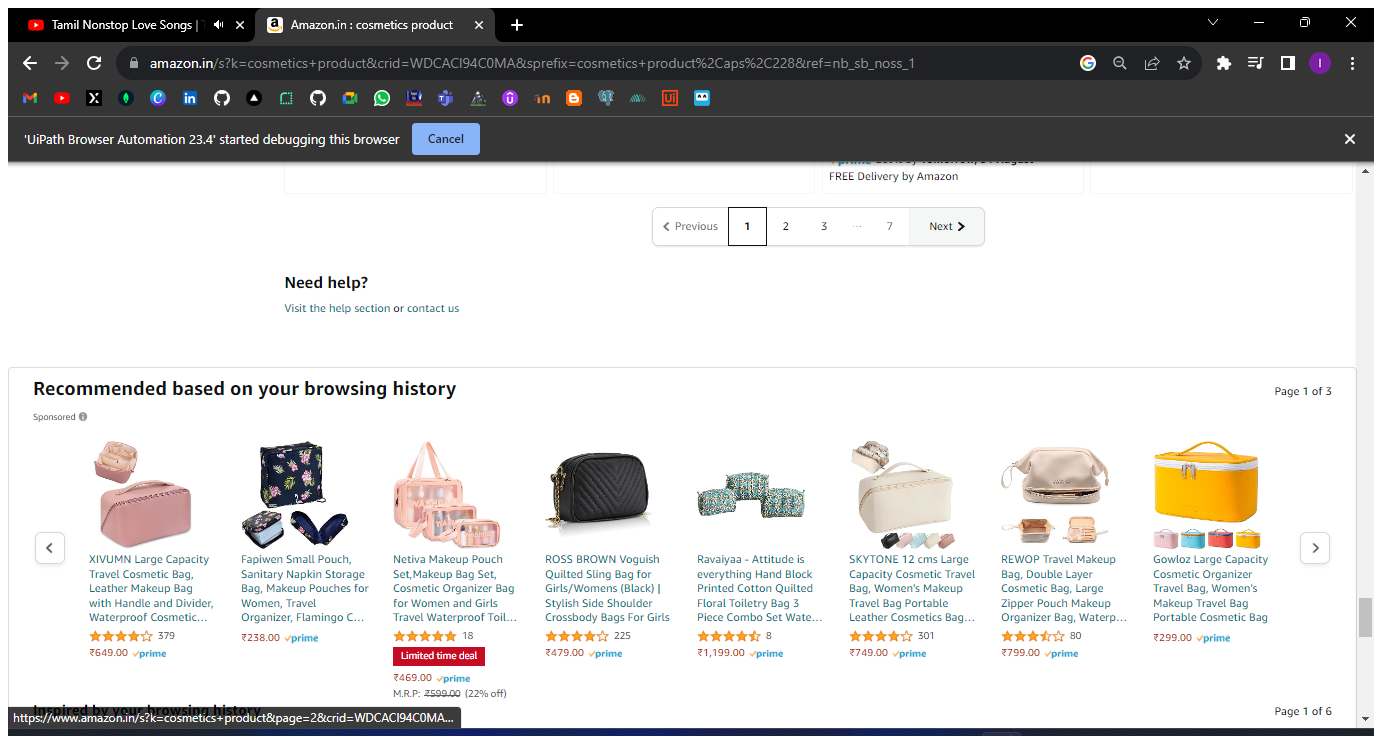 Tamil Nonstop Love Songs |
Amazon.in : cosmetics product
amazon.in/s?k=cosmetics+product&crid=WDCACI94C0MA&sprefix=cosmetics+product%2Caps%2C228&ref=nb_sb_noss_1
'UiPath Browser Automation 23.4' started debugging this browser
Cancel
FREE Delivery by Amazon
Previous 1 2 3 ... 7 Next
Need help?
Visit the help section or contact us
Recommended based on your browsing history
Page 1 of 3
Sponsored
XIVUMN Large Capacity
Travel Cosmetic Bag,
Leather Makeup Bag
with Handle and Divider,
Waterproof Cosmetic…
379
₹649.00 prime
Fapiwen Small Pouch,
Sanitary Napkin Storage
Bag, Makeup Pouches for
Women, Travel
Organizer, Flamingo C…
₹238.00 prime
Netiva Makeup Pouch
Set,Makeup Bag Set,
Cosmetic Organizer Bag
for Women and Girls
Travel Waterproof Toil…
18
Limited time deal
₹469.00 prime
M.R.P: ₹599.00 (22% off)
ROSS BROWN Voguish
Quilted Sling Bag for
Girls/Womens (Black) |
Stylish Side Shoulder
Crossbody Bags For Girls
225
₹479.00 prime
Ravaiyaa - Attitude is
everything Hand Block
Printed Cotton Quilted
Floral Toiletry Bag 3
Piece Combo Set Wate…
8
₹1,199.00 prime
SKYTONE 12 cms Large
Capacity Cosmetic Travel
Bag, Women's Makeup
Travel Bag Portable
Leather Cosmetics Bag…
301
₹749.00 prime
REWOP Travel Makeup
Bag, Double Layer
Cosmetic Bag, Large
Zipper Pouch Makeup
Organizer Bag, Waterp…
80
₹799.00 prime
Gowloz Large Capacity
Cosmetic Organizer
Travel Bag, Women's
Makeup Travel Bag
Portable Cosmetic Bag
₹299.00 prime
Inspired by your browsing history
Page 1 of 6
https://www.amazon.in/s?k=cosmetics+product&page=2&crid=WDCACI94C0MA...